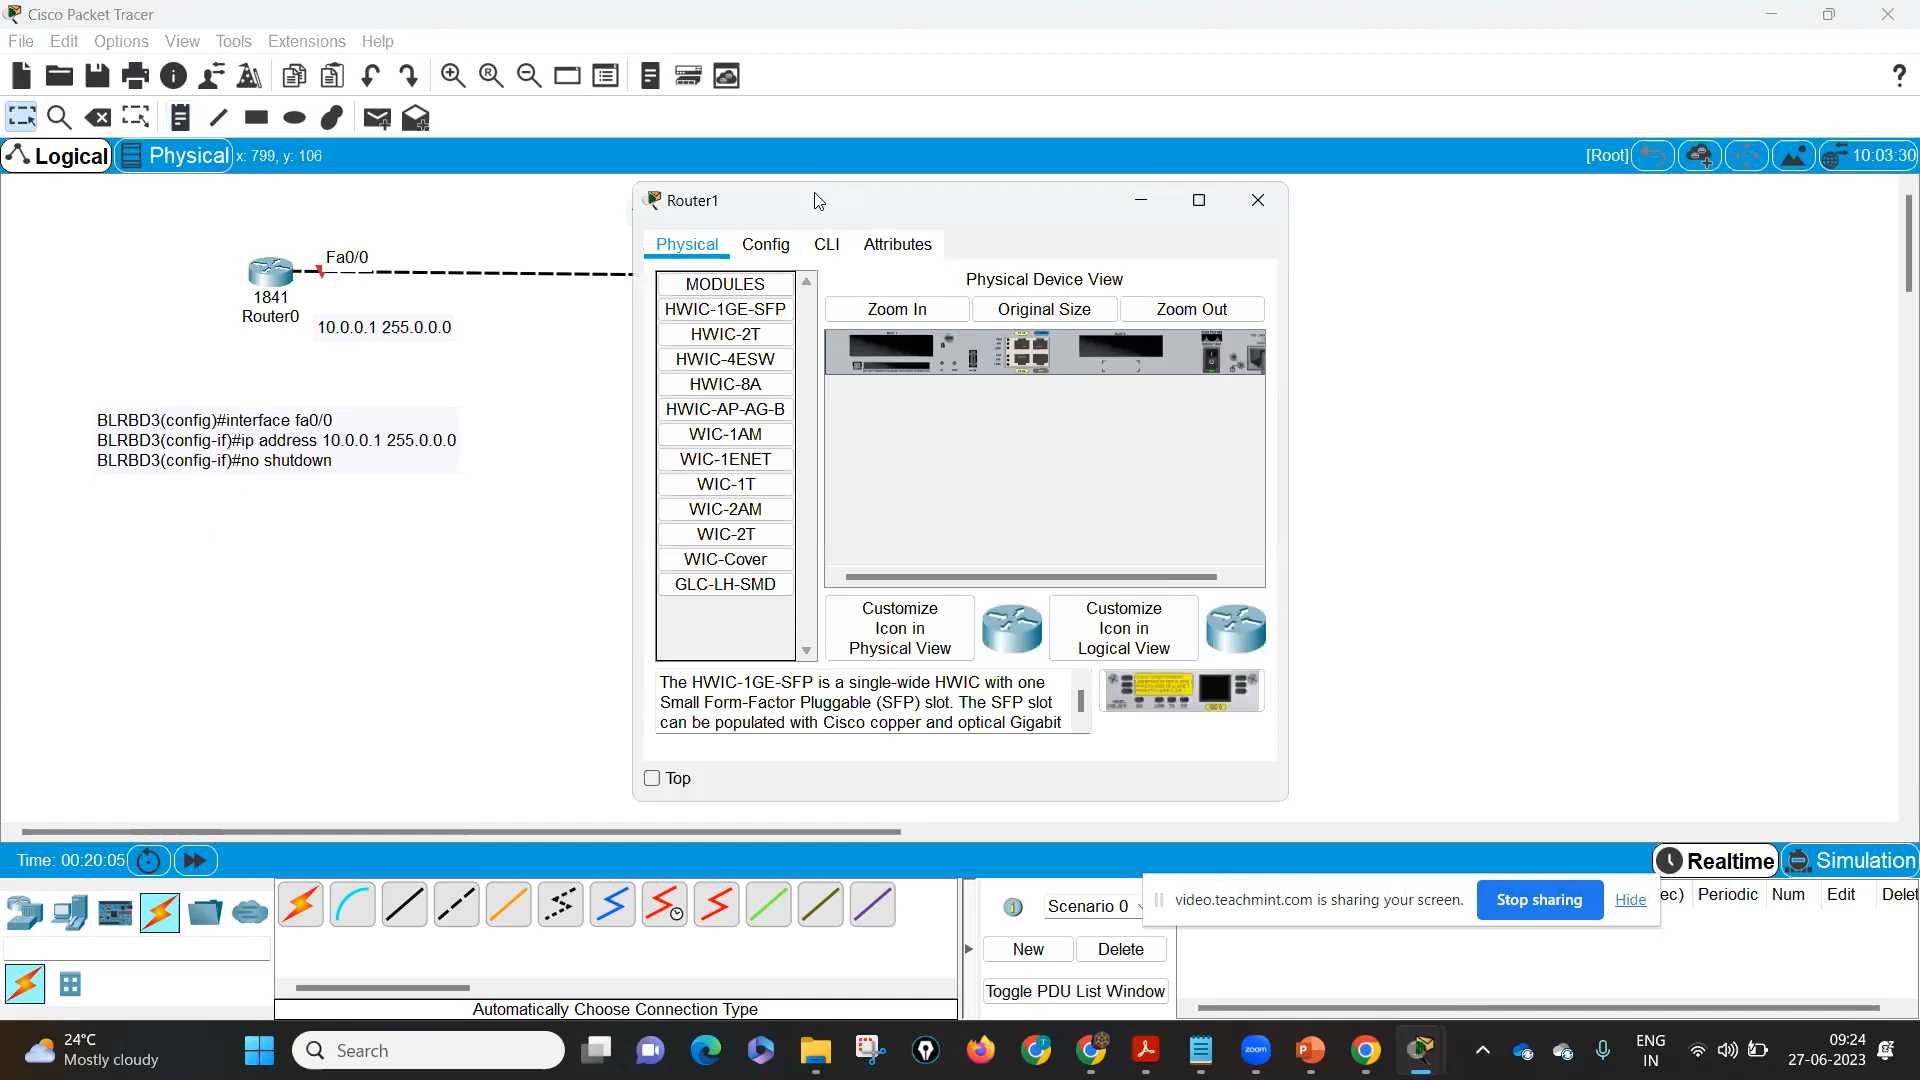 Cisco Packet Tracer
File Edit Options View Tools Extensions Help
Logical Physical x: 799, y: 106 [Root] 10:03:30
Router1
Physical Config CLI Attributes
Fa0/0
1841
Router0
10.0.0.1 255.0.0.0
BLRBD3(config)#interface fa0/0
BLRBD3(config-if)#ip address 10.0.0.1 255.0.0.0
BLRBD3(config-if)#no shutdown
MODULES
HWIC-1GE-SFP
HWIC-2T
HWIC-4ESW
HWIC-8A
HWIC-AP-AG-B
WIC-1AM
WIC-1ENET
WIC-1T
WIC-2AM
WIC-2T
WIC-Cover
GLC-LH-SMD
Physical Device View
Zoom In Original Size Zoom Out
Customize
Icon in
Physical View
Customize
Icon in
Logical View
The HWIC-1GE-SFP is a single-wide HWIC with one
Small Form-Factor Pluggable (SFP) slot. The SFP slot
can be populated with Cisco copper and optical Gigabit
Top
Time: 00:20:05 Realtime Simulation
Scenario 0
New Delete
Toggle PDU List Window
ec) Periodic Num Edit Delet
video.teachmint.com is sharing your screen. Stop sharing Hide
Automatically Choose Connection Type
24°C
Mostly cloudy
Search
zoom
ENG
IN
09:24
27-06-2023